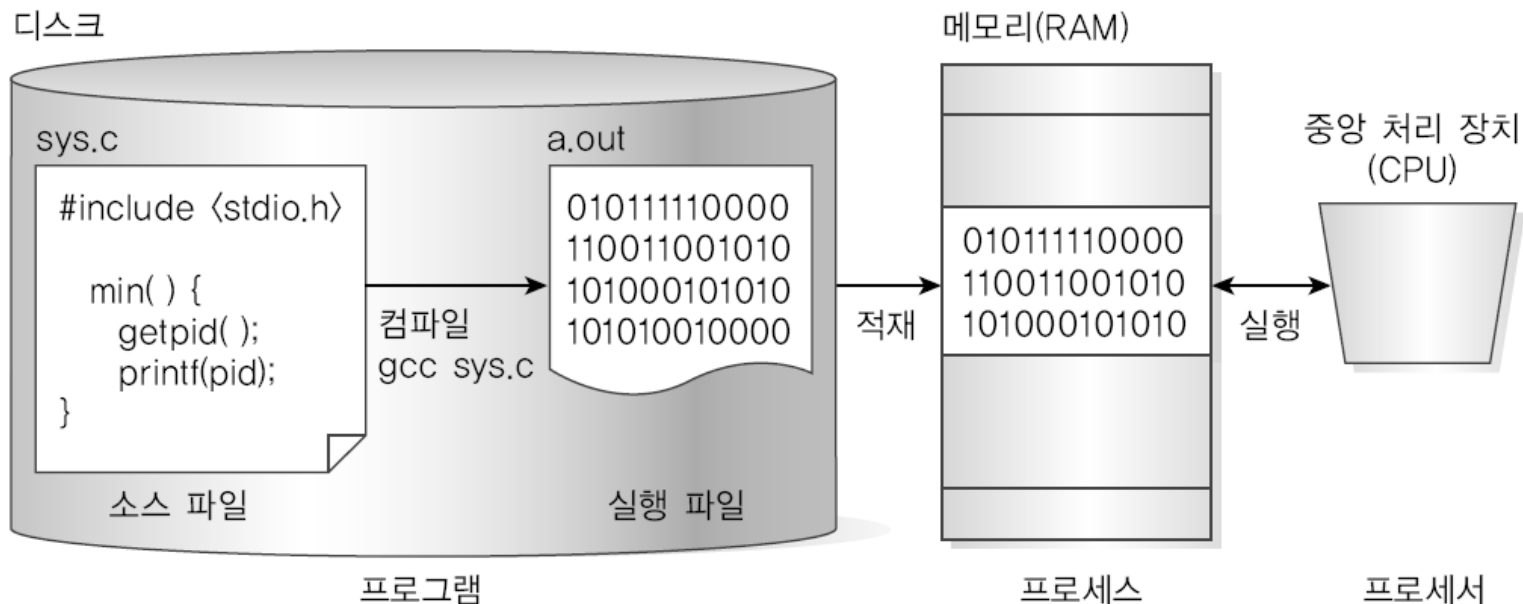 디스크
sys.c
#include 〈stdio.h〉
min( ) {
getpid( );
printf(pid);
}
소스 파일
컴파일
gcc sys.c
a.out
010111110000
110011001010
101000101010
101010010000
실행 파일
프로그램
적재
메모리(RAM)
010111110000
110011001010
101000101010
프로세스
실행
중앙 처리 장치
(CPU)
프로세서